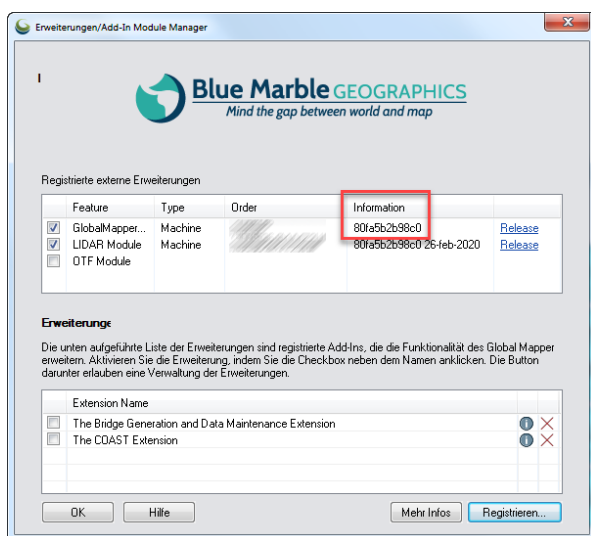 Erweiterungen/Add-In Module Manager
Blue Marble GEOGRAPHICS
Mind the gap between world and map
Registrierte externe Erweiterungen
Feature Type Order Information
GlobalMapper... Machine 80fa5b2b98c0 Release
LIDAR Module Machine 80fa5b2b98c0 26-feb-2020 Release
OTF Module
Erweiterunge
Die unten aufgeführte Liste der Erweiterungen sind registrierte Add-Ins, die die Funktionalität des Global Mapper
erweitern. Aktivieren Sie die Erweiterung, indem Sie die Checkbox neben dem Namen anklicken. Die Button
darunter erlauben eine Verwaltung der Erweiterungen.
Extension Name
The Bridge Generation and Data Maintenance Extension
The COAST Extension
OK Hilfe Mehr Infos Registrieren...